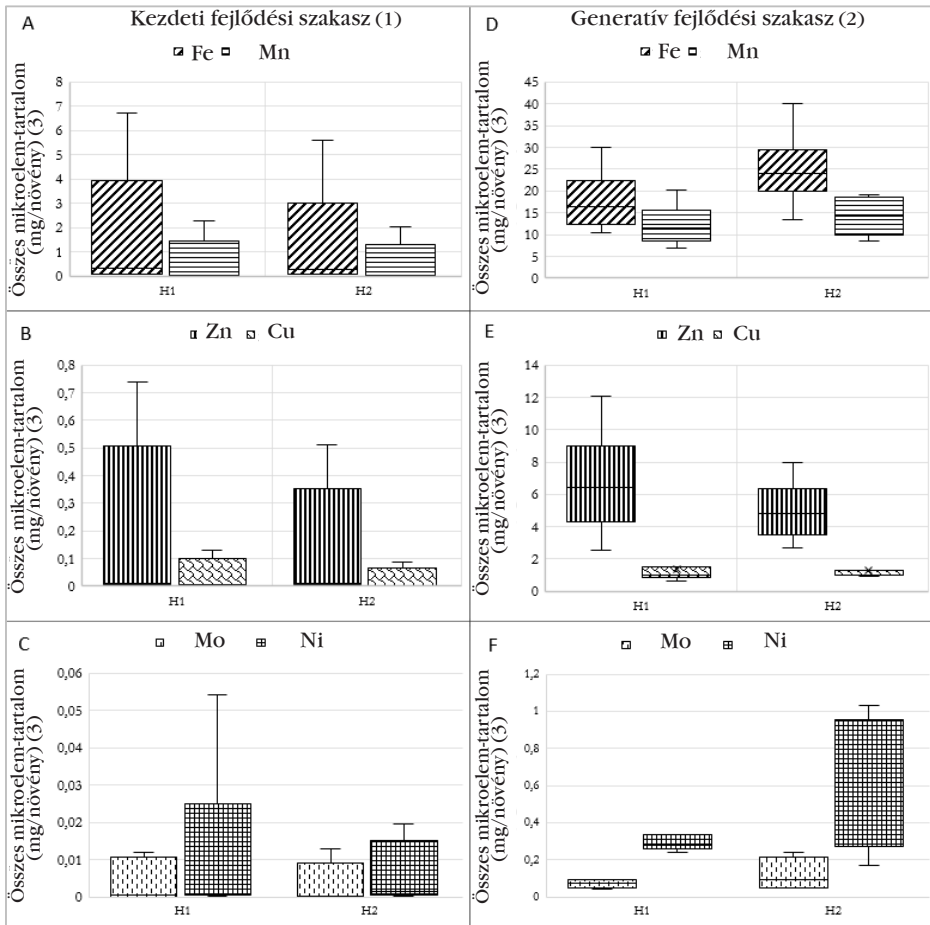 A
Kezdeti fejlődési szakasz (1)
Fe Mn
Összes mikroelem-tartalom
(mg/növény) (3)
8
7
6
5
4
3
2
1
0
H1 H2
D
Generatív fejlődési szakasz (2)
Fe Mn
Összes mikroelem-tartalom
(mg/növény) (3)
45
40
35
30
25
20
15
10
5
0
H1 H2
B
Zn Cu
Összes mikroelem-tartalom
(mg/növény) (3)
0,8
0,7
0,6
0,5
0,4
0,3
0,2
0,1
0
H1 H2
E
Zn Cu
Összes mikroelem-tartalom
(mg/növény) (3)
14
12
10
8
6
4
2
0
H1 H2
C
Mo Ni
Összes mikroelem-tartalom
(mg/növény) (3)
0,06
0,05
0,04
0,03
0,02
0,01
0
H1 H2
F
Mo Ni
Összes mikroelem-tartalom
(mg/növény) (3)
1,2
1
0,8
0,6
0,4
0,2
0
H1 H2